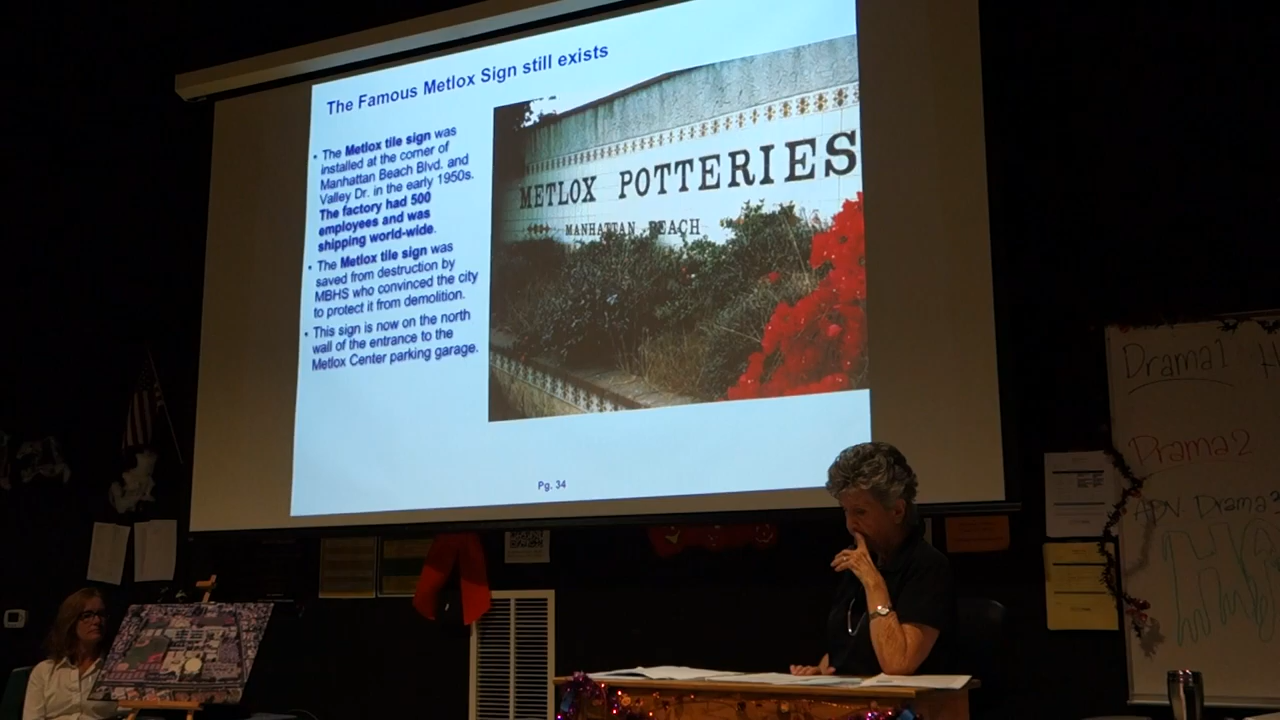 The Famous Metlox Sign still exists
• The Metlox tile sign was
installed at the corner of
Manhattan Beach Blvd. and
Valley Dr. in the early 1950s.
The factory had 500
employees and was
shipping world-wide.
• The Metlox tile sign was
saved from destruction by
MBHS who convinced the city
to protect it from demolition.
• This sign is now on the north
wall of the entrance to the
Metlox Center parking garage.
METLOX POTTERIES
MANHATTAN BEACH
Pg. 34
Drama1
Drama2
Drama